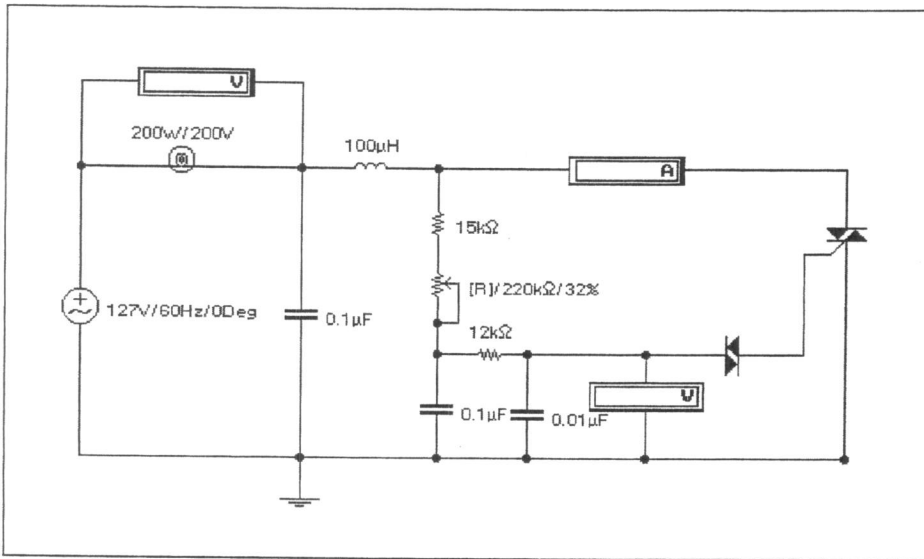 V
200W/200V
100µH
A
15kΩ
[R]/220kΩ/32%
127V/60Hz/0Deg
0.1µF
12kΩ
0.1µF
0.01µF
V